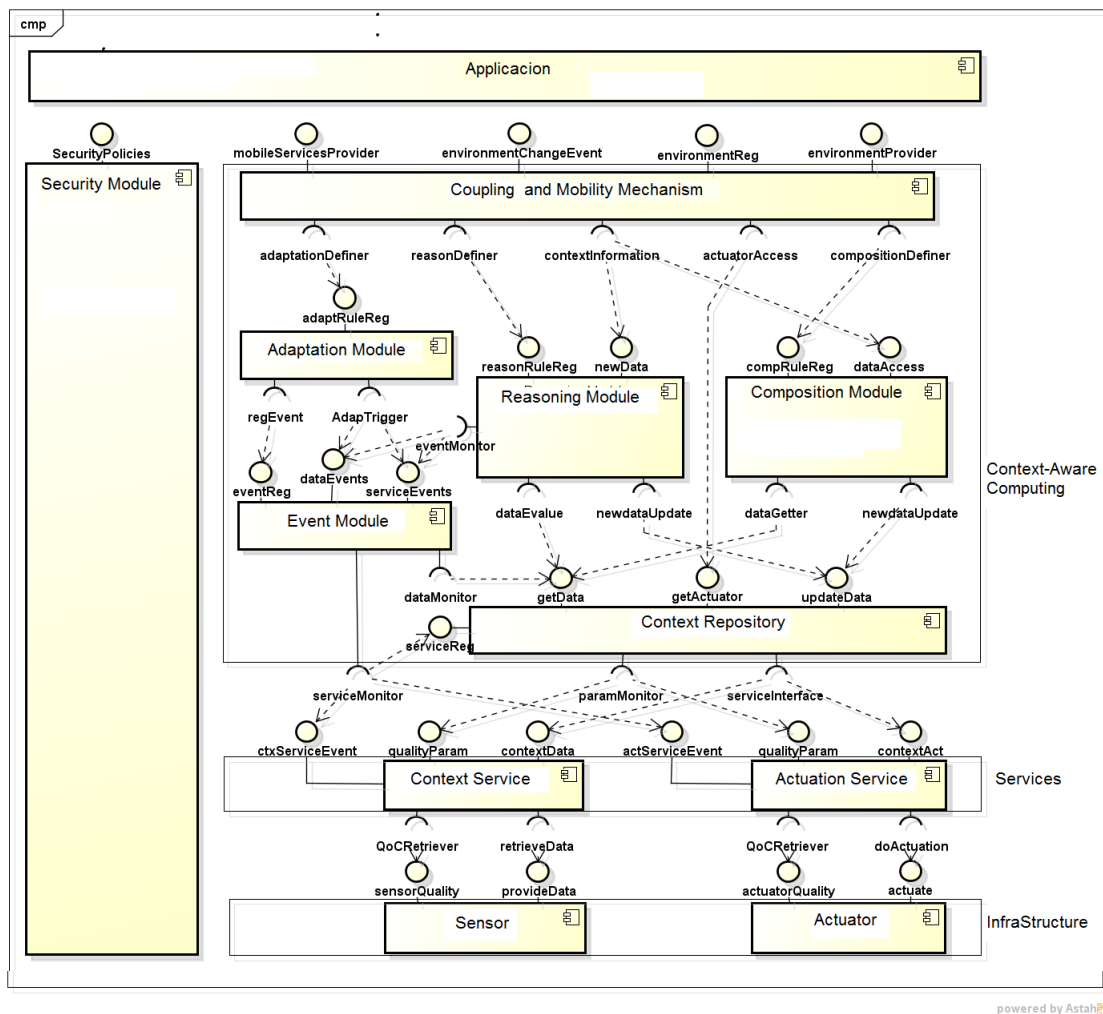 cmp
Applicacion
SecurityPolicies
mobileServicesProvider
environmentChangeEvent
environmentReg
environmentProvider
Security Module
Coupling and Mobility Mechanism
adaptationDefiner
reasonDefiner
contextInformation
actuatorAccess
compositionDefiner
adaptRuleReg
Adaptation Module
reasonRuleReg
newData
compRuleReg
dataAccess
Reasoning Module
Composition Module
regEvent
AdapTrigger
eventMonitor
dataEvents
eventReg
serviceEvents
Context-Aware
Computing
Event Module
dataEvalue
newdataUpdate
dataGetter
newdataUpdate
dataMonitor
getData
getActuator
updateData
Context Repository
serviceReg
serviceMonitor
paramMonitor
serviceInterface
ctxServiceEvent
qualityParam
contextData
actServiceEvent
qualityParam
contextAct
Context Service
Actuation Service
Services
QoCRetriever
retrieveData
QoCRetriever
doActuation
sensorQuality
provideData
actuatorQuality
actuate
Sensor
Actuator
InfraStructure
powered by Astah